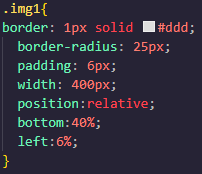 .img1{
border: 1px solid #ddd;
border-radius: 25px;
padding: 6px;
width: 400px;
position:relative;
bottom:40%;
left:6%;
}